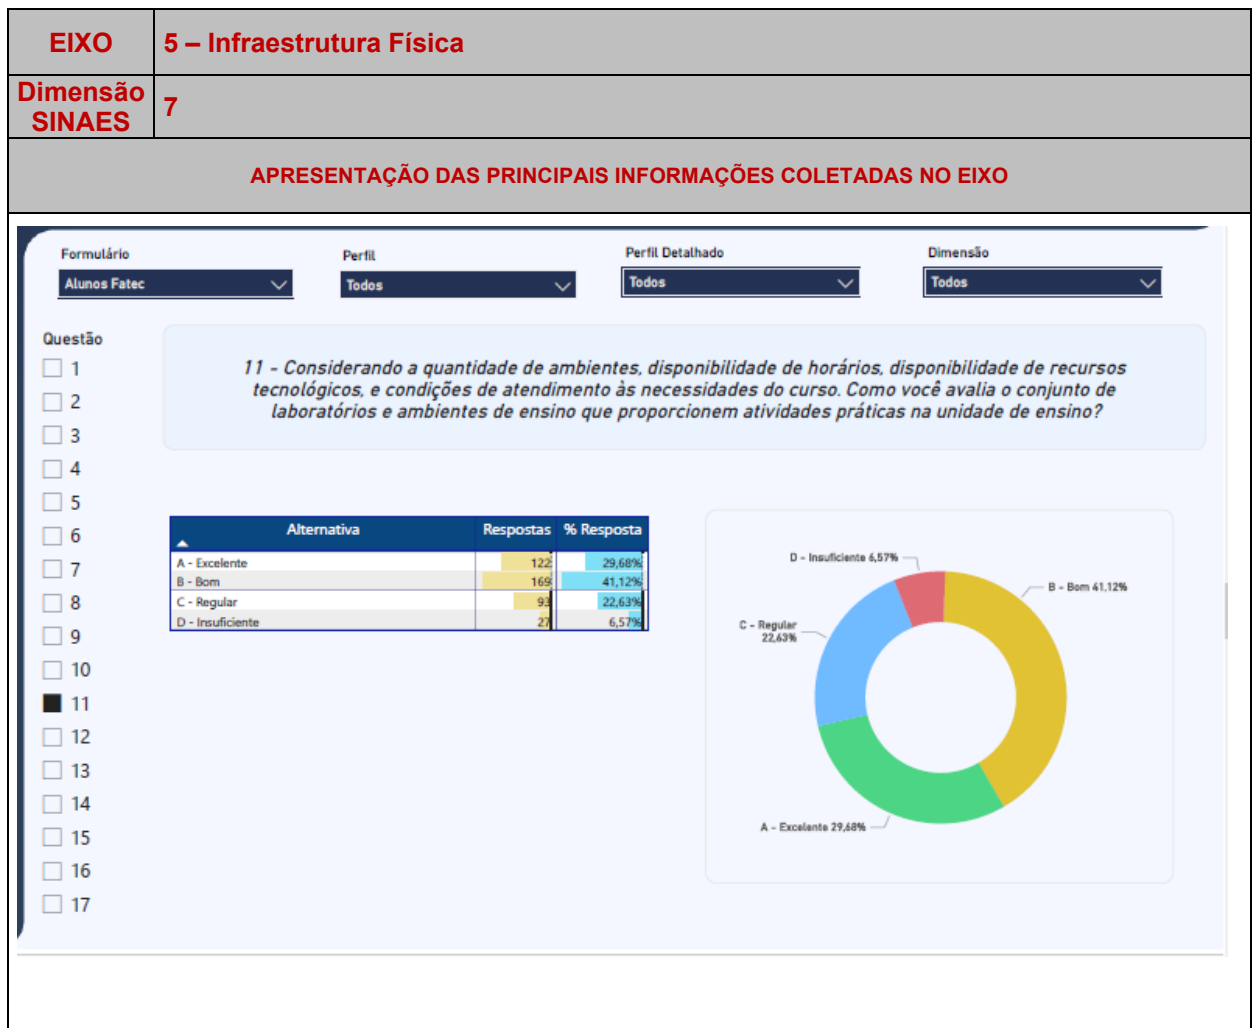 EIXO
5 – Infraestrutura Física
Dimensão
SINAES
7
APRESENTAÇÃO DAS PRINCIPAIS INFORMAÇÕES COLETADAS NO EIXO
Formulário
Perfil
Perfil Detalhado
Dimensão
Alunos Fatec
Todos
Todos
Todos
Questão
1
2
3
4
5
6
7
8
9
10
11
12
13
14
15
16
17
11 - Considerando a quantidade de ambientes, disponibilidade de horários, disponibilidade de recursos
tecnológicos, e condições de atendimento às necessidades do curso. Como você avalia o conjunto de
laboratórios e ambientes de ensino que proporcionem atividades práticas na unidade de ensino?
Alternativa Respostas % Resposta
A - Excelente 122 29,68%
B - Bom 169 41,12%
C - Regular 93 22,63%
D - Insuficiente 27 6,57%
D - Insuficiente 6,57%
B - Bom 41,12%
C - Regular
22,63%
A - Excelente 29,68%